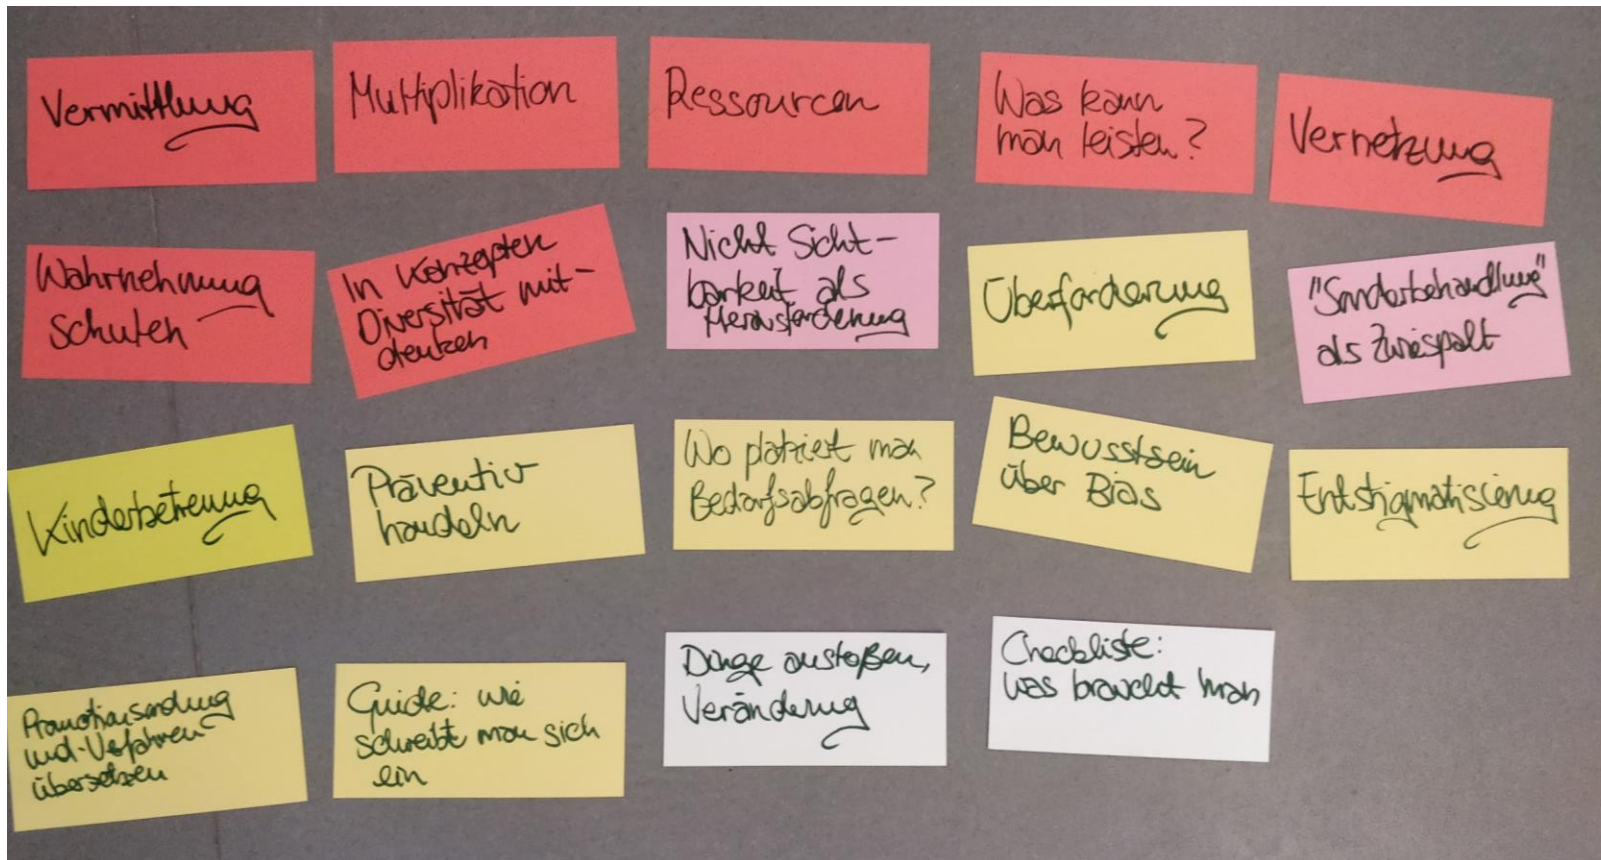 Vermittlung
Multiplikation
Ressourcen
Was kann
man leisten?
Vernetzung
Wahrnehmung
Schulen
In Konzepten
Diversität mit-
denken
Nicht Sicht-
barkeit als
Herausforderung
Überforderung
"Sonderbehandlung"
als Zwiespalt
Kinderbetreuung
Präventiv
handeln
Wo platziert man
Bedarfsabfragen?
Bewusstsein
über Bias
Entstigmatisierung
Promotionsordnung
und -Verfahren
übersetzen
Guide: wie
schreibt man sich
ein
Dinge anstoßen,
Veränderung
Checkliste:
was braucht man